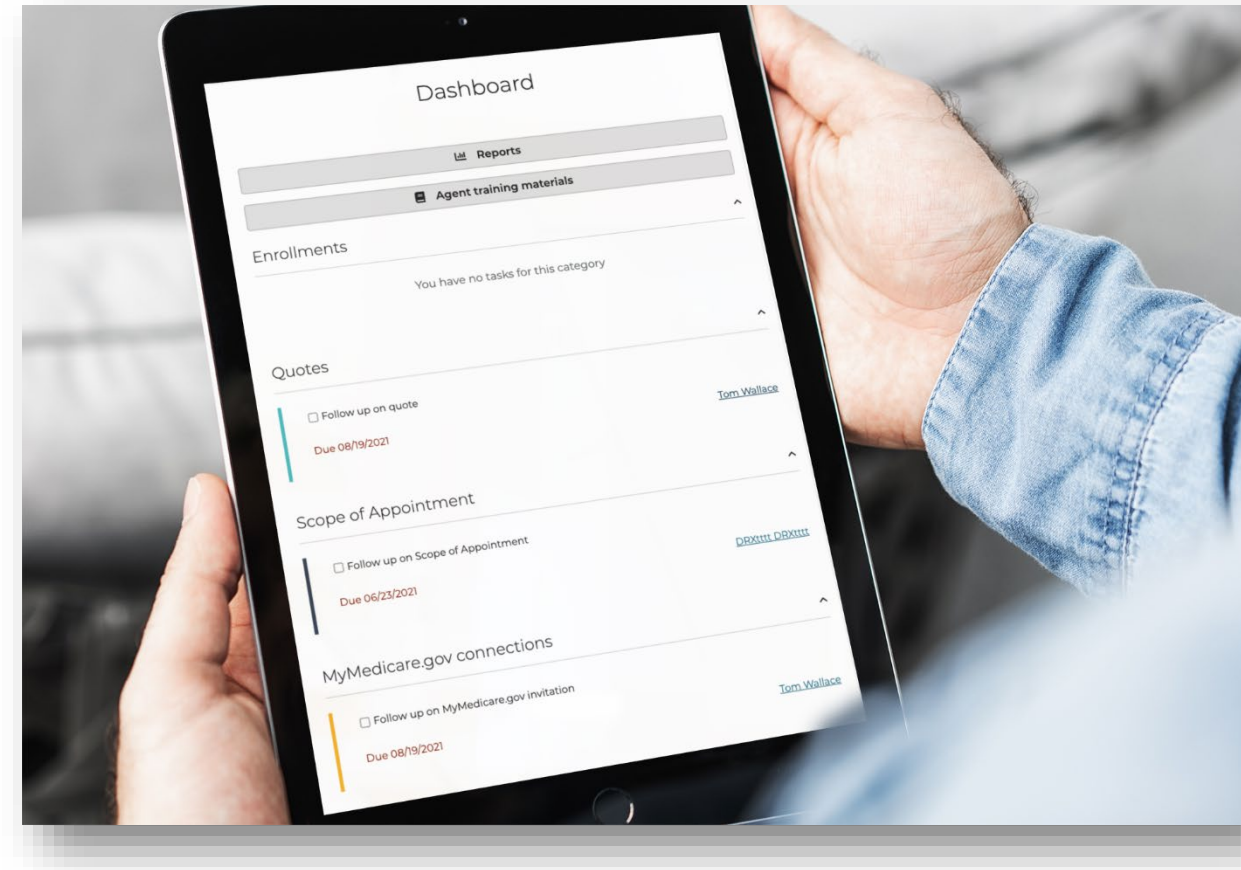 Dashboard
Reports
Agent training materials
Enrollments
You have no tasks for this category
Quotes
Follow up on quote
Tom Wallace
Due 08/19/2021
Scope of Appointment
Follow up on Scope of Appointment
DRXtttt DRXtttt
Due 06/23/2021
MyMedicare.gov connections
Follow up on MyMedicare.gov invitation
Tom Wallace
Due 08/19/2021